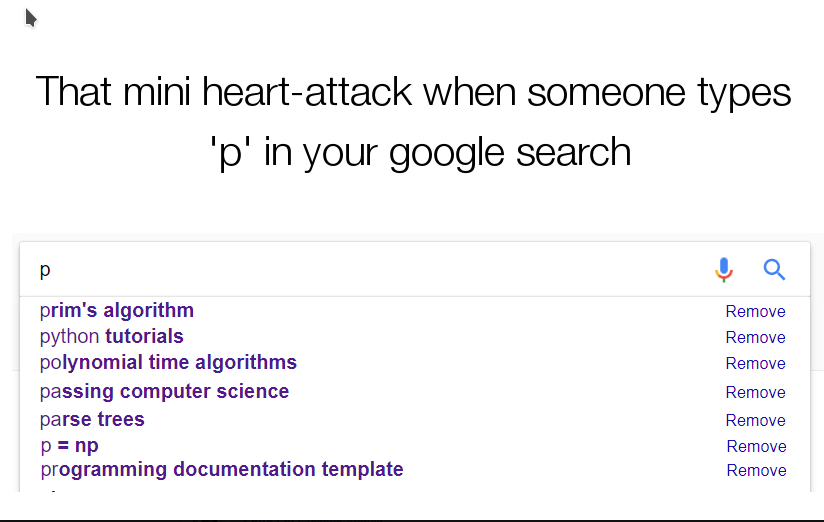 That mini heart-attack when someone types
'p' in your google search
p
prim's algorithm Remove
python tutorials Remove
polynomial time algorithms Remove
passing computer science Remove
parse trees Remove
p = np Remove
programming documentation template Remove